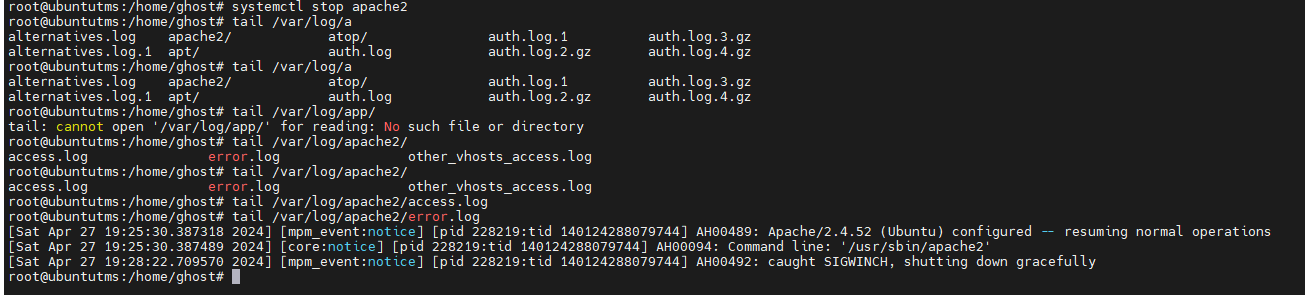 root@ubuntutms:/home/ghost# systemctl stop apache2
root@ubuntutms:/home/ghost# tail /var/log/a
alternatives.log    apache2/            atop/               auth.log.1          auth.log.3.gz
alternatives.log.1  apt/                auth.log            auth.log.2.gz       auth.log.4.gz
root@ubuntutms:/home/ghost# tail /var/log/a
alternatives.log    apache2/            atop/               auth.log.1          auth.log.3.gz
alternatives.log.1  apt/                auth.log            auth.log.2.gz       auth.log.4.gz
root@ubuntutms:/home/ghost# tail /var/log/app/
tail: cannot open '/var/log/app/' for reading: No such file or directory
root@ubuntutms:/home/ghost# tail /var/log/apache2/
access.log               error.log                other_vhosts_access.log
root@ubuntutms:/home/ghost# tail /var/log/apache2/
access.log               error.log                other_vhosts_access.log
root@ubuntutms:/home/ghost# tail /var/log/apache2/access.log
root@ubuntutms:/home/ghost# tail /var/log/apache2/error.log
[Sat Apr 27 19:25:30.387318 2024] [mpm_event:notice] [pid 228219:tid 140124288079744] AH00489: Apache/2.4.52 (Ubuntu) configured -- resuming normal operations
[Sat Apr 27 19:25:30.387489 2024] [core:notice] [pid 228219:tid 140124288079744] AH00094: Command line: '/usr/sbin/apache2'
[Sat Apr 27 19:28:22.709570 2024] [mpm_event:notice] [pid 228219:tid 140124288079744] AH00492: caught SIGWINCH, shutting down gracefully
root@ubuntutms:/home/ghost#